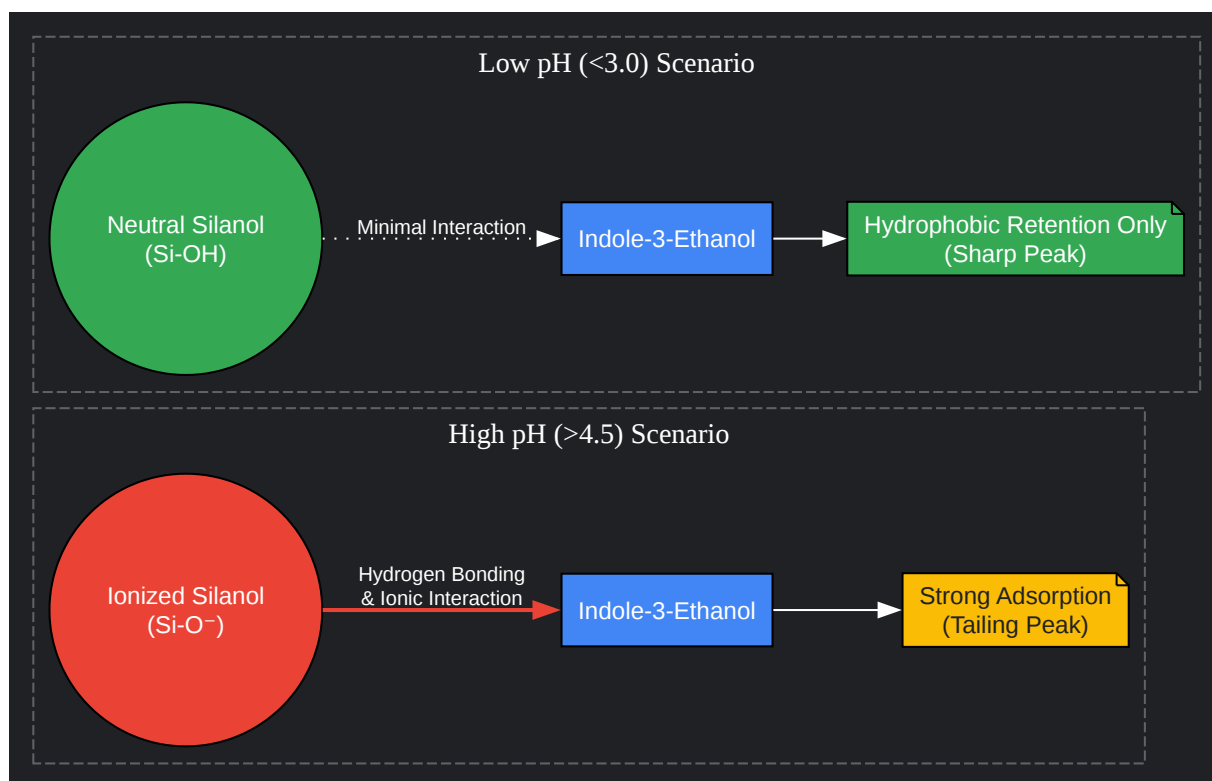 Low pH (<3.0) Scenario
Neutral Silanol
(Si-OH)
Minimal Interaction
Indole-3-Ethanol
Hydrophobic Retention Only
(Sharp Peak)
High pH (>4.5) Scenario
Ionized Silanol
(Si-O⁻)
Hydrogen Bonding
& Ionic Interaction
Indole-3-Ethanol
Strong Adsorption
(Tailing Peak)